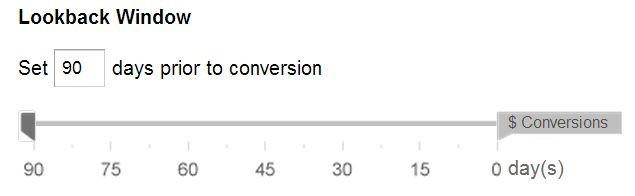 Lookback Window
Set 90 days prior to conversion
$ Conversions
90 75 60 45 30 15 0 day(s)